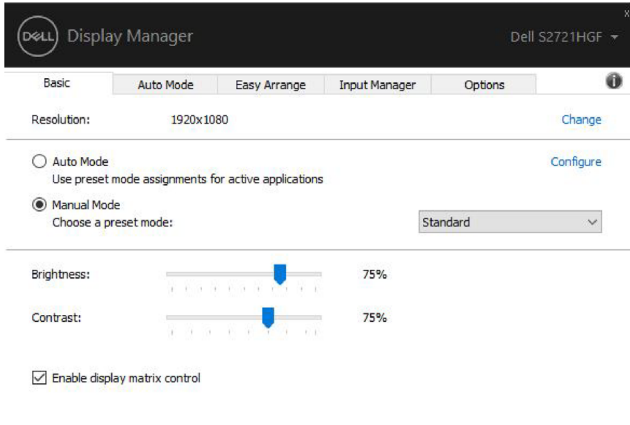 x
DELL Display Manager Dell S2721HGF
Basic Auto Mode Easy Arrange Input Manager Options
Resolution: 1920x1080 Change
Auto Mode Configure
Use preset mode assignments for active applications
Manual Mode
Choose a preset mode: Standard
Brightness: 75%
Contrast: 75%
Enable display matrix control